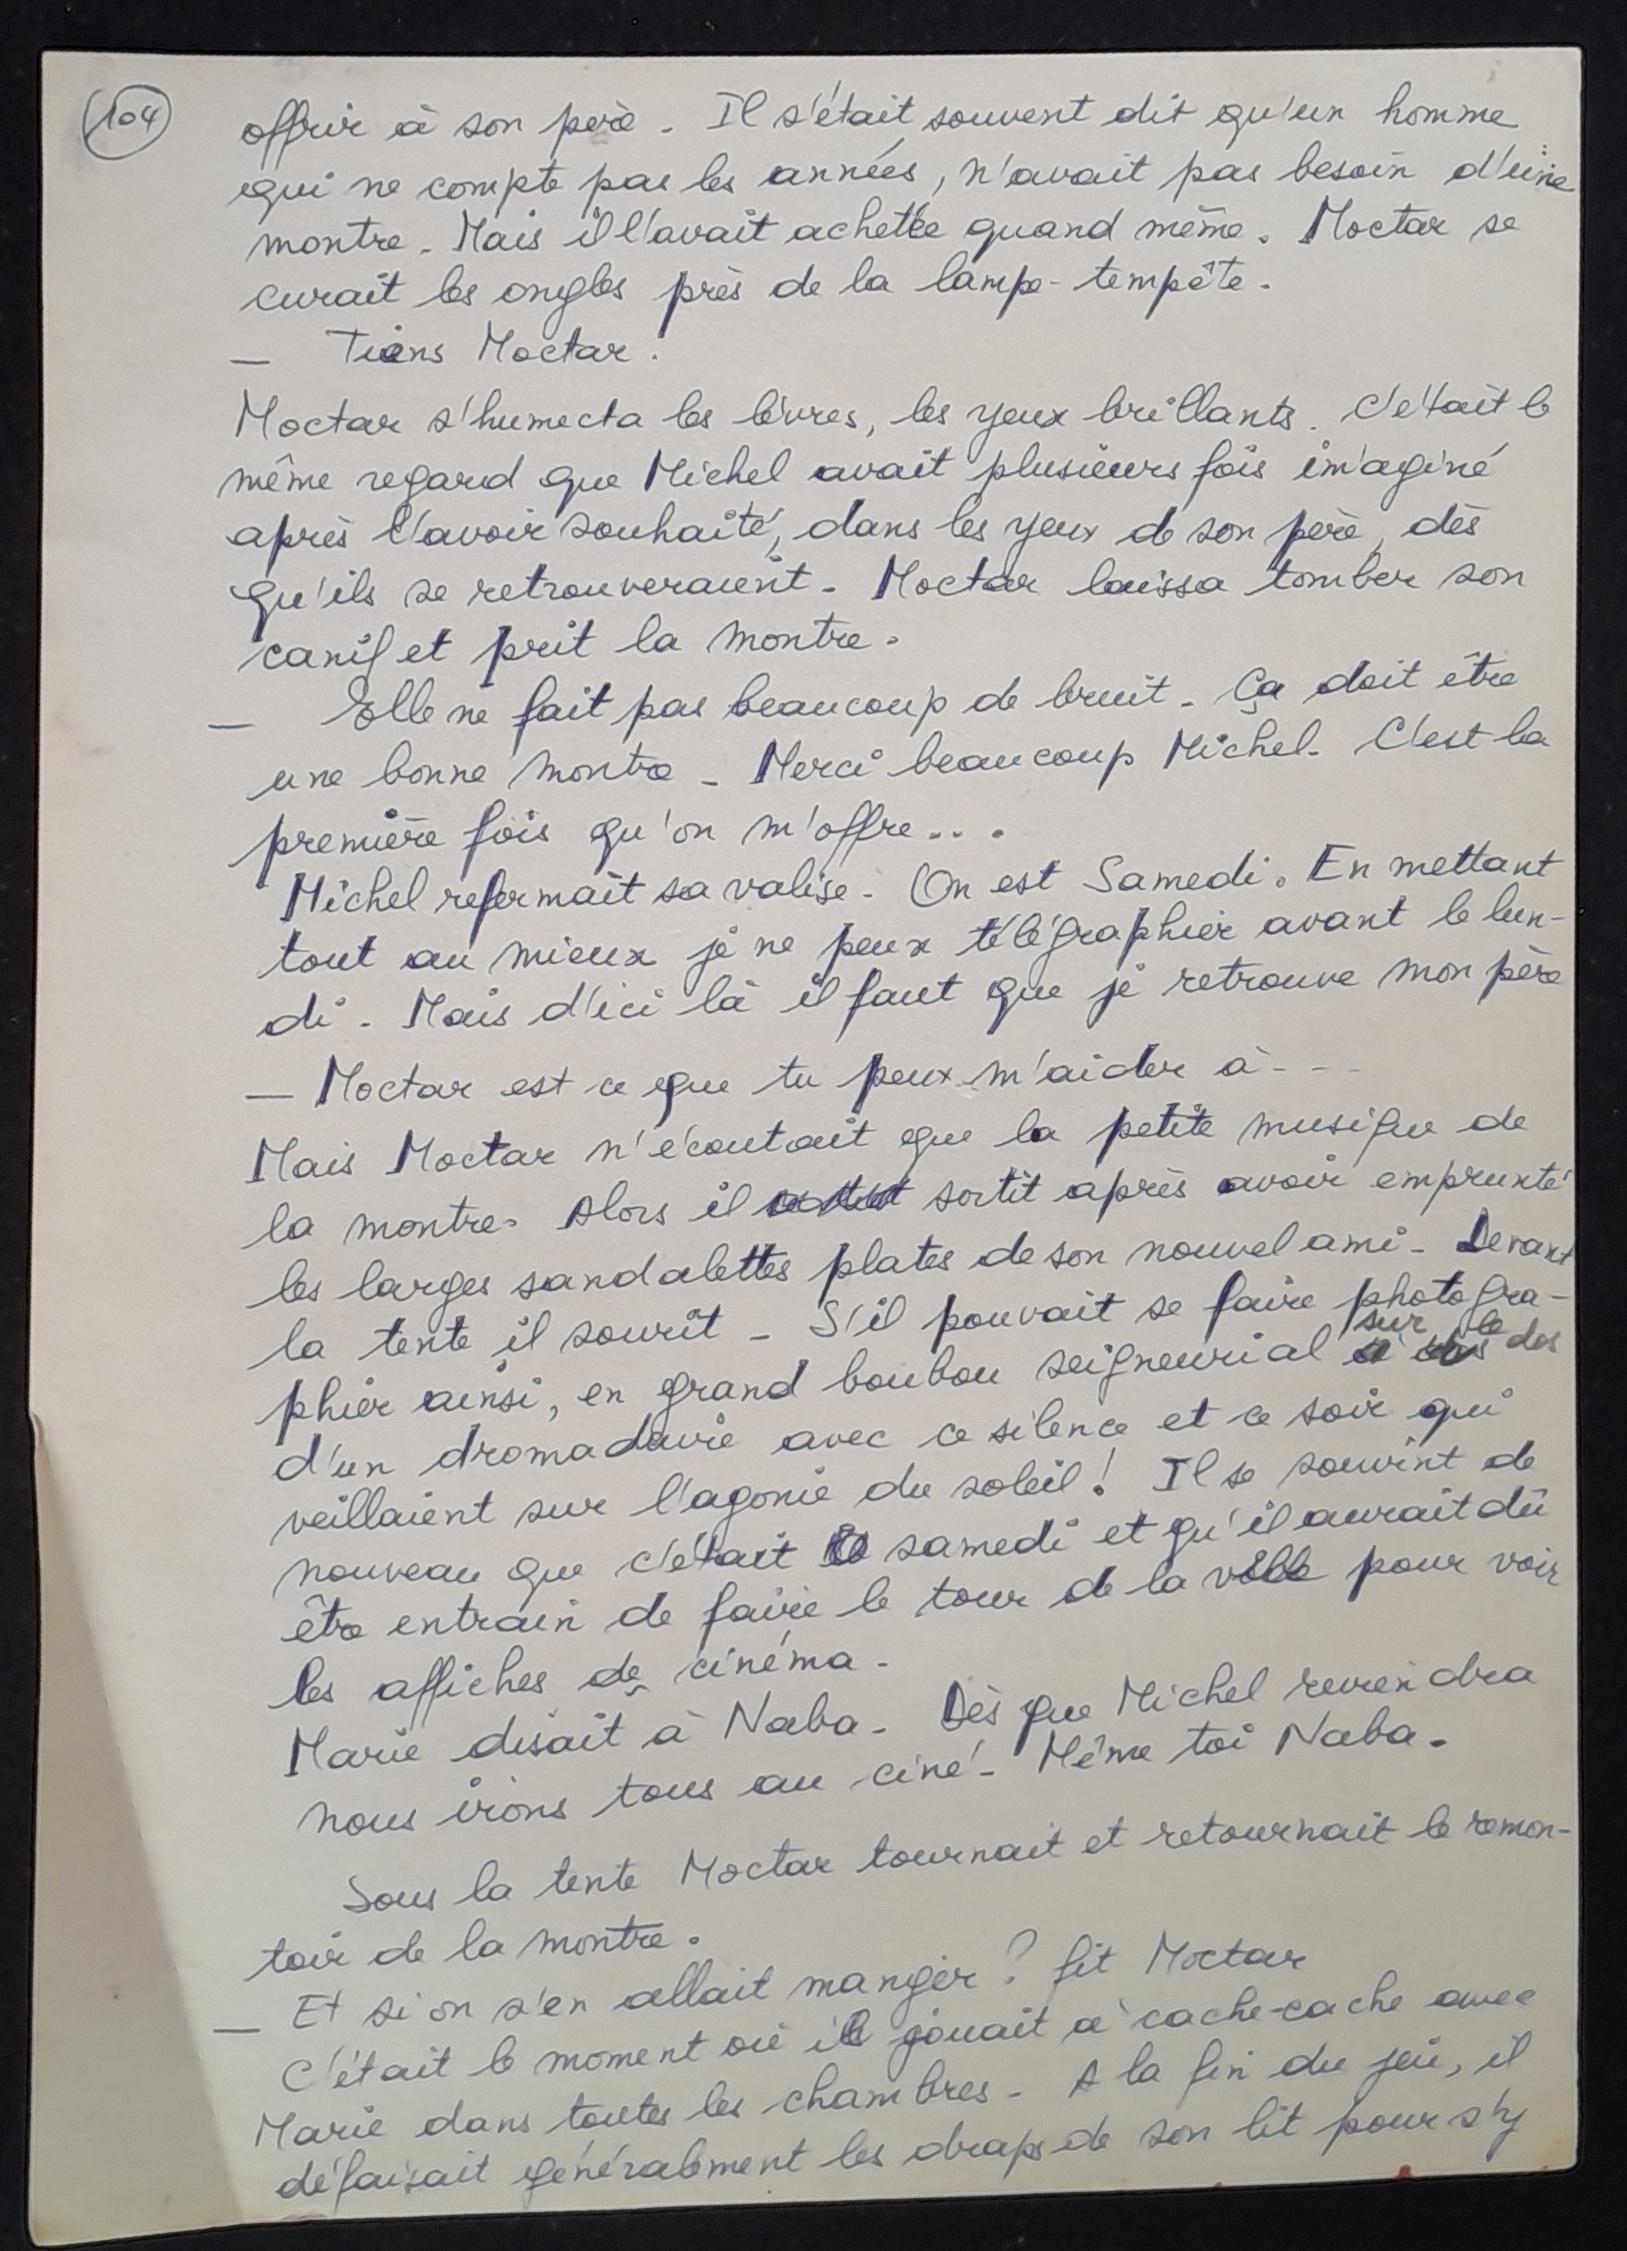 104
offrir à son père. Il s'était souvent dit qu'un homme
qui ne compte pas les années, n'avait pas besoin d'une
montre. Mais il l'avait achetée quand même. Moctar se
curait les ongles près de la lampe-tempête.
— Tiens Moctar.
Moctar s'humecta les lèvres, les yeux brillants. C'était le
même regard que Michel avait plusieurs fois imaginé
après l'avoir souhaité, dans les yeux de son père, dès
qu'ils se retrouveraient. Moctar laissa tomber son
canif et prit la montre.
— Elle ne fait pas beaucoup de bruit. Ça doit être
une bonne montre. Merci beaucoup Michel. C'est la
première fois qu'on m'offre...
Michel refermait sa valise. On est Samedi. En mettant
tout au mieux je ne peux télégraphier avant le lun-
di. Mais d'ici là il faut que je retrouve mon père
— Moctar est ce que tu peux m'aider à - - -
Mais Moctar n'écoutait que la petite musique de
la montre. Alors il sortit après avoir emprunté
les larges sandalettes plates de son nouvel ami. Devant
la tente il sourit. S'il pouvait se faire photogra-
phier ainsi, en grand boubou seigneurial sur le dos
d'un dromadaire avec ce silence et ce soir qui
veillaient sur l'agonie du soleil! Il se souvint de
nouveau que c'était samedi et qu'il aurait dû
être entrain de faire le tour de la ville pour voir
les affiches de cinéma.
Marie disait à Naba. Dès que Michel reviendra
nous irons tous au ciné. Même toi Naba.
Sous la tente Moctar tournait et retournait le remon-
toir de la montre.
— Et si on s'en allait manger? fit Moctar
C'était le moment où il jouait à cache-cache avec
Marie dans toutes les chambres. A la fin du jeu, il
défaisait généralement les draps de son lit pour s'y